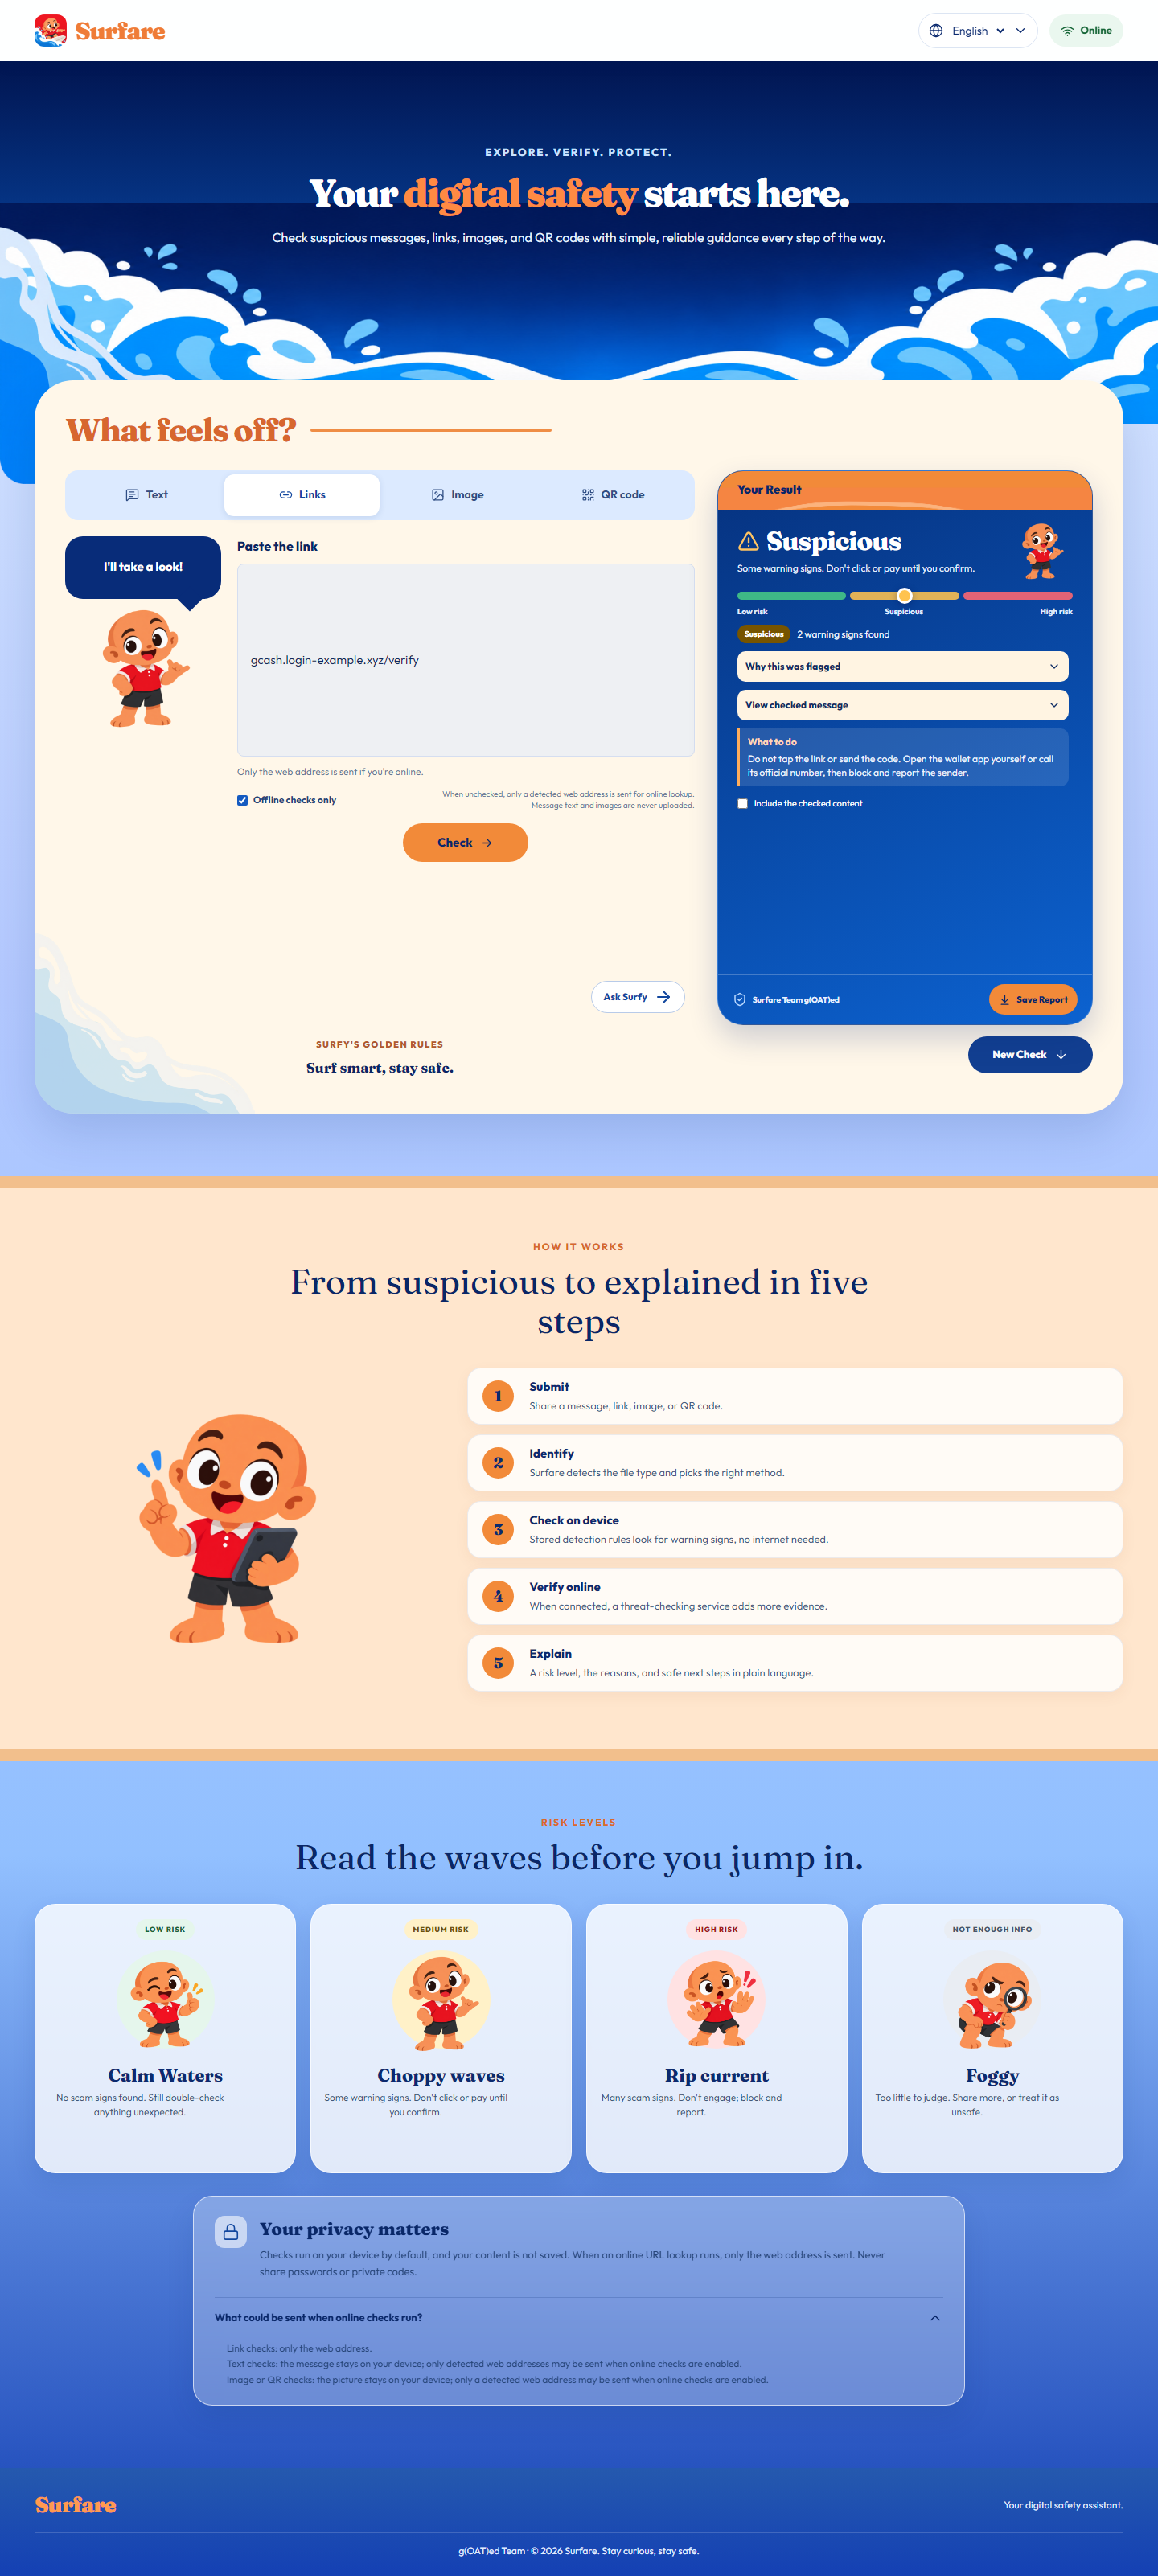 Surfare
English
Online
EXPLORE. VERIFY. PROTECT.
Your digital safety starts here.
Check suspicious messages, links, images, and QR codes with simple, reliable guidance every step of the way.
What feels off?
Text
Links
Image
QR code
I'll take a look!
Paste the link
gcash.login-example.xyz/verify
Only the web address is sent if you're online.
Offline checks only
When unchecked, only a detected web address is sent for online lookup.
Message text and images are never uploaded.
Check
Ask Surfy
SURFY'S GOLDEN RULES
Surf smart, stay safe.
Your Result
Suspicious
Some warning signs. Don't click or pay until you confirm.
Low risk
Suspicious
High risk
Suspicious
2 warning signs found
Why this was flagged
View checked message
What to do
Do not tap the link or send the code. Open the wallet app yourself or call
its official number, then block and report the sender.
Include the checked content
Surfare Team g(OAT)ed
Save Report
New Check
HOW IT WORKS
From suspicious to explained in five
steps
1
Submit
Share a message, link, image, or QR code.
2
Identify
Surfare detects the file type and picks the right method.
3
Check on device
Stored detection rules look for warning signs, no internet needed.
4
Verify online
When connected, a threat-checking service adds more evidence.
5
Explain
A risk level, the reasons, and safe next steps in plain language.
RISK LEVELS
Read the waves before you jump in.
LOW RISK
Calm Waters
No scam signs found. Still double-check
anything unexpected.
MEDIUM RISK
Choppy waves
Some warning signs. Don't click or pay until
you confirm.
HIGH RISK
Rip current
Many scam signs. Don't engage; block and
report.
NOT ENOUGH INFO
Foggy
Too little to judge. Share more, or treat it as
unsafe.
Your privacy matters
Checks run on your device by default, and your content is not saved. When an online URL lookup runs, only the web address is sent. Never
share passwords or private codes.
What could be sent when online checks run?
Link checks: only the web address.
Text checks: the message stays on your device; only detected web addresses may be sent when online checks are enabled.
Image or QR checks: the picture stays on your device; only a detected web address may be sent when online checks are enabled.
Surfare
Your digital safety assistant.
g(OAT)ed Team · © 2026 Surfare. Stay curious, stay safe.